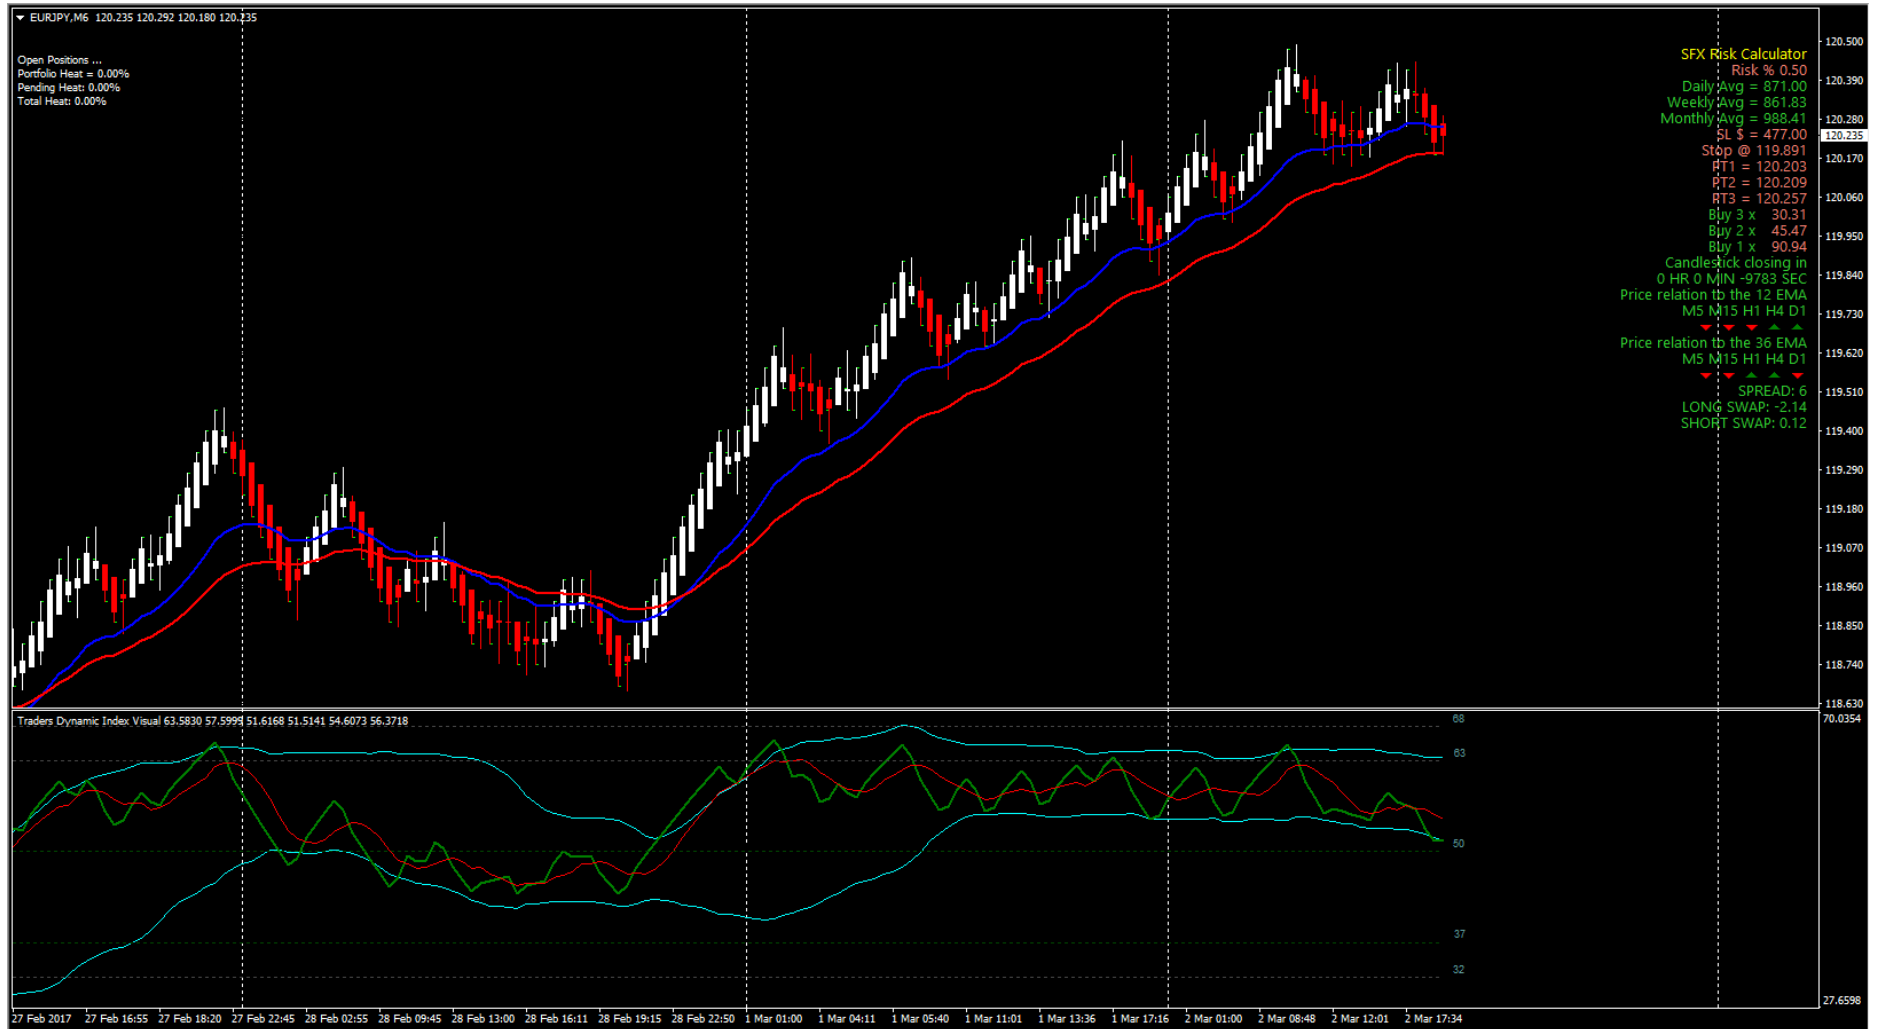 EURJPY,M6 120.235 120.292 120.180 120.235
Open Positions ...
Portfolio Heat = 0.00%
Pending Heat: 0.00%
Total Heat: 0.00%
SFX Risk Calculator
Risk % 0.50
Daily Avg = 871.00
Weekly Avg = 861.83
Monthly Avg = 988.41
SL $ = 477.00
Stop @ 119.891
PT1 = 120.203
PT2 = 120.209
PT3 = 120.257
Buy 3 x 30.31
Buy 2 x 45.47
Buy 1 x 90.94
Candlestick closing in
0 HR 0 MIN -9783 SEC
Price relation to the 12 EMA
M5 M15 H1 H4 D1
Price relation to the 36 EMA
M5 M15 H1 H4 D1
SPREAD: 6
LONG SWAP: -2.14
SHORT SWAP: 0.12
120.500
120.390
120.280
120.235
120.170
120.060
119.950
119.840
119.730
119.620
119.510
119.400
119.290
119.180
119.070
118.960
118.850
118.740
118.630
Traders Dynamic Index Visual 63.5830 57.5999 51.6168 51.5141 54.6073 56.3718
68
63
50
37
32
70.0354
27.6598
27 Feb 2017 27 Feb 16:55 27 Feb 18:20 27 Feb 22:45 28 Feb 02:55 28 Feb 09:45 28 Feb 13:00 28 Feb 16:11 28 Feb 19:15 28 Feb 22:50 1 Mar 01:00 1 Mar 04:11 1 Mar 05:40 1 Mar 11:01 1 Mar 13:36 1 Mar 17:16 2 Mar 01:00 2 Mar 08:48 2 Mar 12:01 2 Mar 17:34